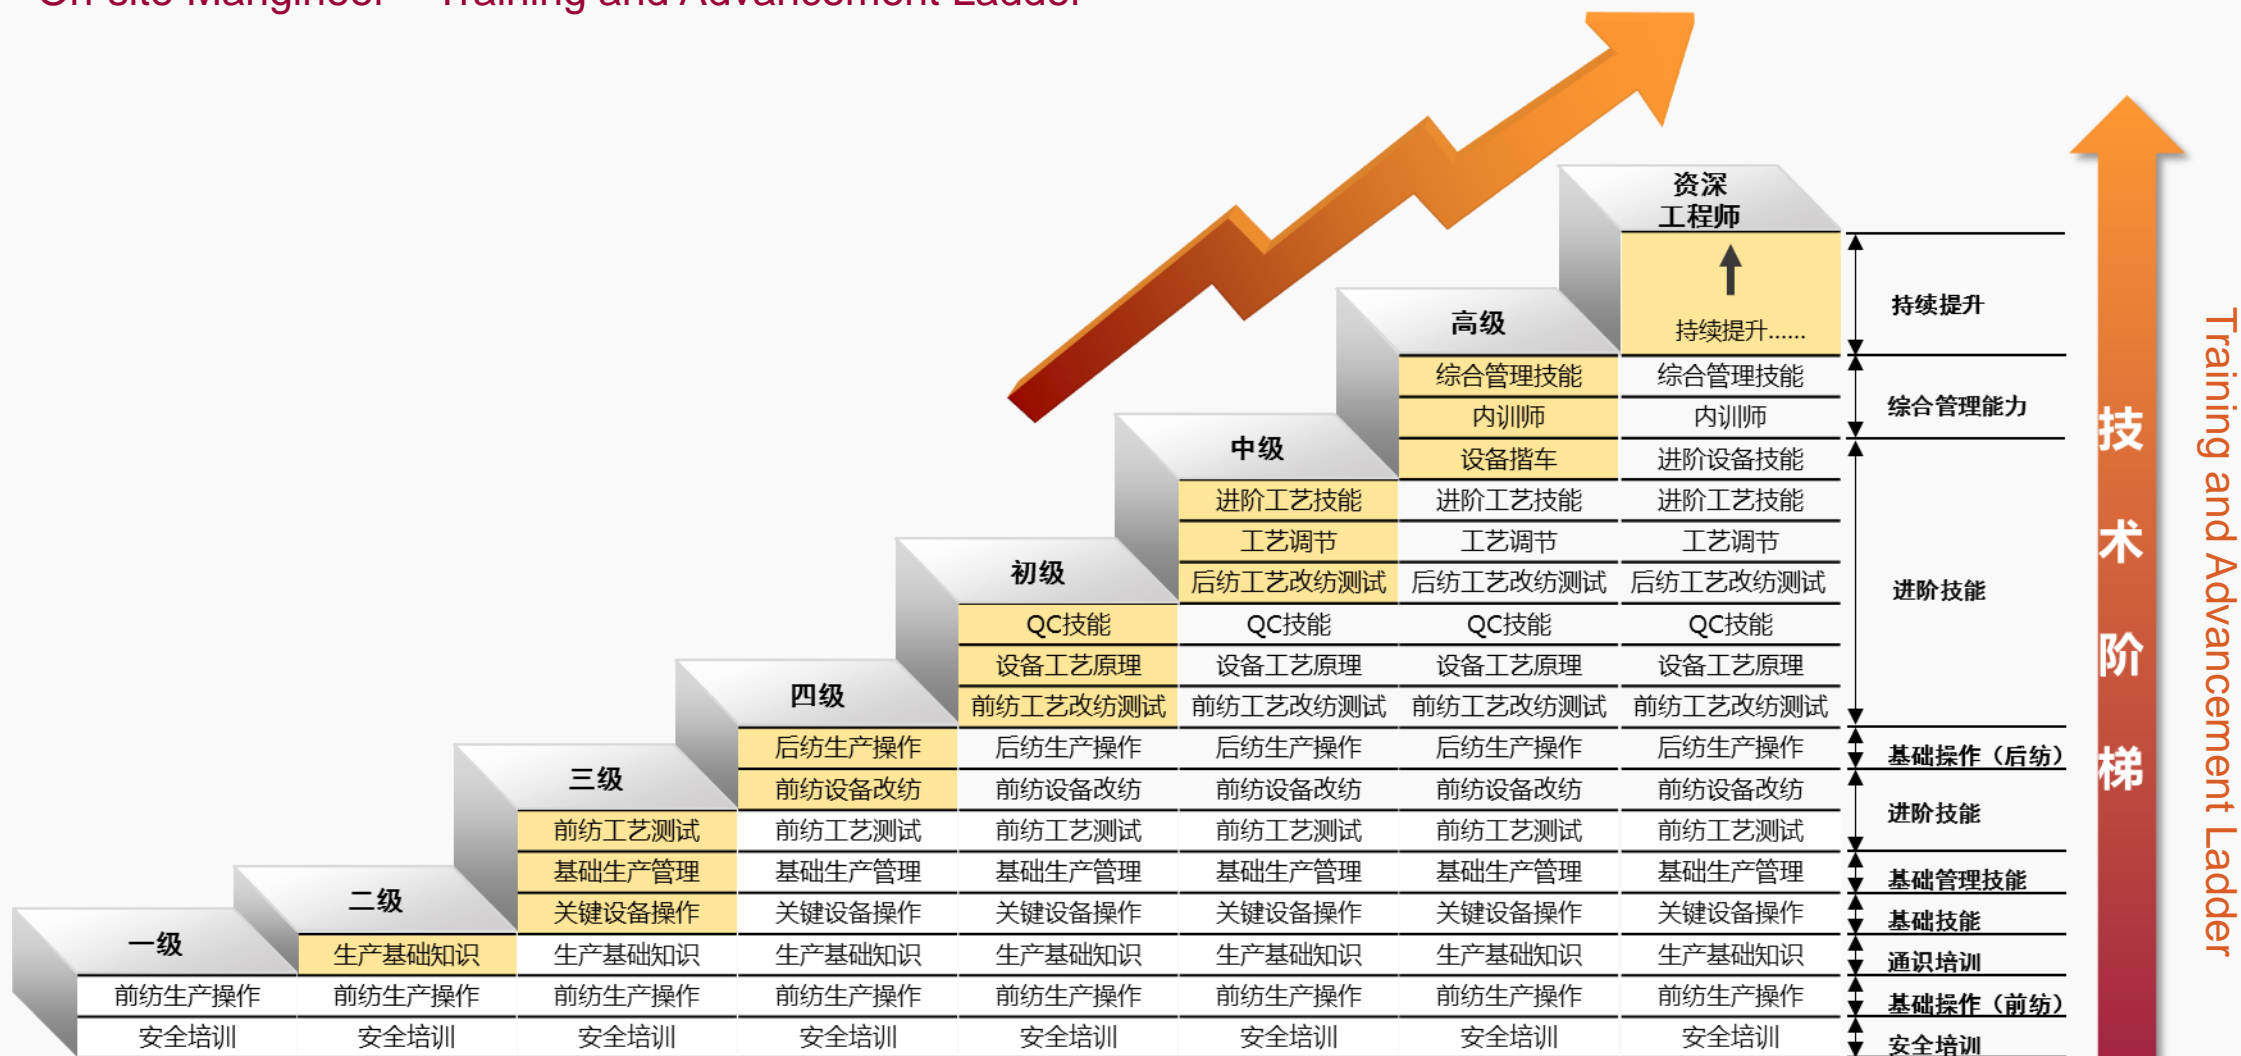 On-site Mangineer – Training and Advancement Ladder
资深
工程师
持续提升……
持续提升
高级
综合管理技能 综合管理技能
内训师 内训师
综合管理能力
中级
设备揩车 进阶设备技能
进阶工艺技能 进阶工艺技能 进阶工艺技能
工艺调节 工艺调节 工艺调节
初级
后纺工艺改纺测试 后纺工艺改纺测试 后纺工艺改纺测试
进阶技能
QC技能 QC技能 QC技能 QC技能
设备工艺原理 设备工艺原理 设备工艺原理 设备工艺原理
四级
前纺工艺改纺测试 前纺工艺改纺测试 前纺工艺改纺测试 前纺工艺改纺测试
后纺生产操作 后纺生产操作 后纺生产操作 后纺生产操作 后纺生产操作
基础操作（后纺）
三级
前纺设备改纺 前纺设备改纺 前纺设备改纺 前纺设备改纺 前纺设备改纺
前纺工艺测试 前纺工艺测试 前纺工艺测试 前纺工艺测试 前纺工艺测试 前纺工艺测试
进阶技能
基础生产管理 基础生产管理 基础生产管理 基础生产管理 基础生产管理 基础生产管理
基础管理技能
二级
关键设备操作 关键设备操作 关键设备操作 关键设备操作 关键设备操作 关键设备操作
基础技能
一级
生产基础知识 生产基础知识 生产基础知识 生产基础知识 生产基础知识 生产基础知识 生产基础知识
通识培训
前纺生产操作 前纺生产操作 前纺生产操作 前纺生产操作 前纺生产操作 前纺生产操作 前纺生产操作 前纺生产操作
基础操作（前纺）
安全培训 安全培训 安全培训 安全培训 安全培训 安全培训 安全培训 安全培训
安全培训
技术阶梯
Training and Advancement Ladder